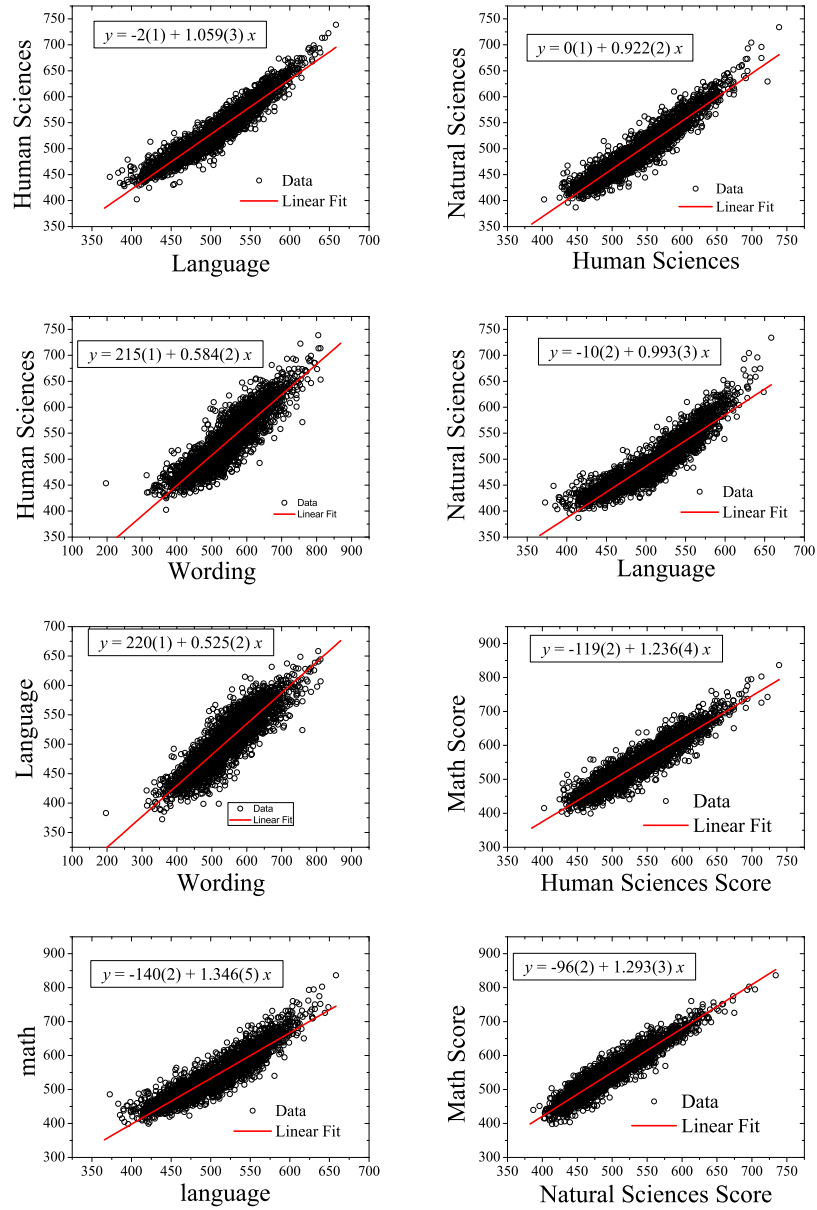 y = -2(1) + 1.059(3) x
750
700
650
600
550
500
450
400
350
Human Sciences
Data
Linear Fit
350 400 450 500 550 600 650 700
Language
y = 0(1) + 0.922(2) x
750
700
650
600
550
500
450
400
350
Natural Sciences
Data
Linear Fit
400 450 500 550 600 650 700 750
Human Sciences
y = 215(1) + 0.584(2) x
750
700
650
600
550
500
450
400
350
Human Sciences
Data
Linear Fit
100 200 300 400 500 600 700 800 900
Wording
y = -10(2) + 0.993(3) x
750
700
650
600
550
500
450
400
350
Natural Sciences
Data
Linear Fit
350 400 450 500 550 600 650 700
Language
y = 220(1) + 0.525(2) x
700
650
600
550
500
450
400
350
Language
Data
Linear Fit
100 200 300 400 500 600 700 800 900
Wording
y = -119(2) + 1.236(4) x
900
800
700
600
500
400
300
Math Score
Data
Linear Fit
350 400 450 500 550 600 650 700 750
Human Sciences Score
y = -140(2) + 1.346(5) x
900
800
700
600
500
400
300
math
Data
Linear Fit
350 400 450 500 550 600 650 700
language
y = -96(2) + 1.293(3) x
900
800
700
600
500
400
300
Math Score
Data
Linear Fit
350 400 450 500 550 600 650 700 750
Natural Sciences Score